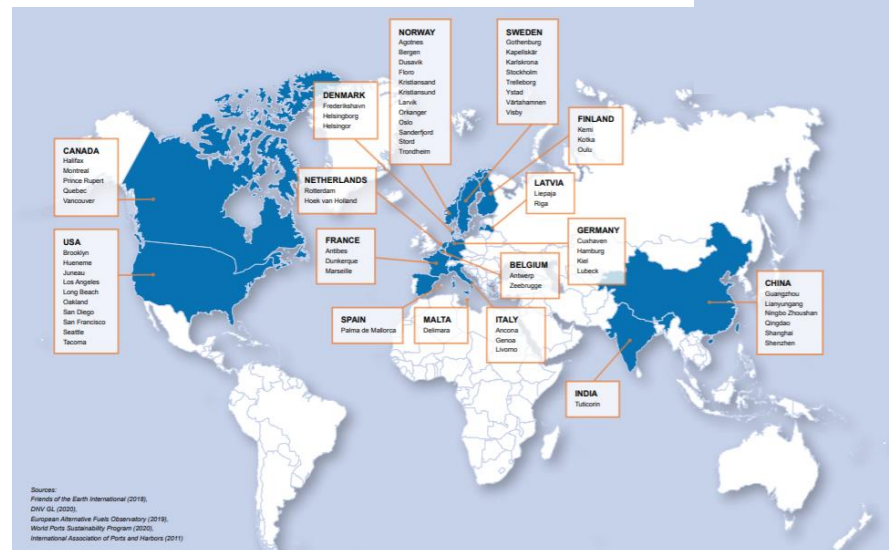 NORWAY
Agotnes
Bergen
Dusavik
Floro
Kristiansand
Kristiansund
Larvik
Orkanger
Oslo
Sanderfjord
Stord
Trondheim
SWEDEN
Gothenburg
Kapellskär
Karlskrona
Stockholm
Trelleborg
Ystad
Värtahamnen
Visby
DENMARK
Frederikshavn
Helsingborg
Helsingor
FINLAND
Kemi
Kotka
Oulu
CANADA
Halifax
Montreal
Prince Rupert
Quebec
Vancouver
NETHERLANDS
Rotterdam
Hoek van Holland
LATVIA
Liepaja
Riga
USA
Brooklyn
Hueneme
Juneau
Los Angeles
Long Beach
Oakland
San Diego
San Francisco
Seattle
Tacoma
FRANCE
Antibes
Dunkerque
Marseille
GERMANY
Cuxhaven
Hamburg
Kiel
Lubeck
BELGIUM
Antwerp
Zeebrugge
CHINA
Guangzhou
Lianyungang
Ningbo Zhoushan
Qingdao
Shanghai
Shenzhen
SPAIN
Palma de Mallorca
MALTA
Delimara
ITALY
Ancona
Genoa
Livorno
INDIA
Tuticorin
Sources:
Friends of the Earth International (2018),
DNV GL (2020),
European Alternative Fuels Observatory (2019),
World Ports Sustainability Program (2020),
International Association of Ports and Harbors (2011)